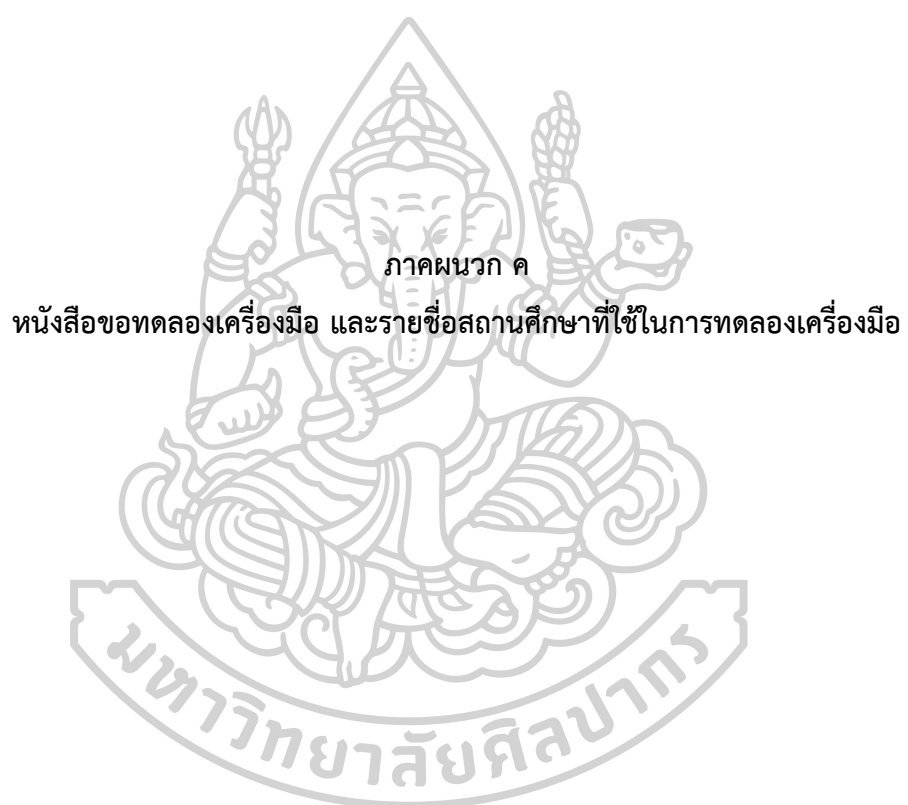 ภาคผนวก ค
หนังสือขอทดลองเครื่องมือ และรายชื่อสถานศึกษาที่ใช้ในการทดลองเครื่องมือ
มหาวิทยาลัยศิลปากร